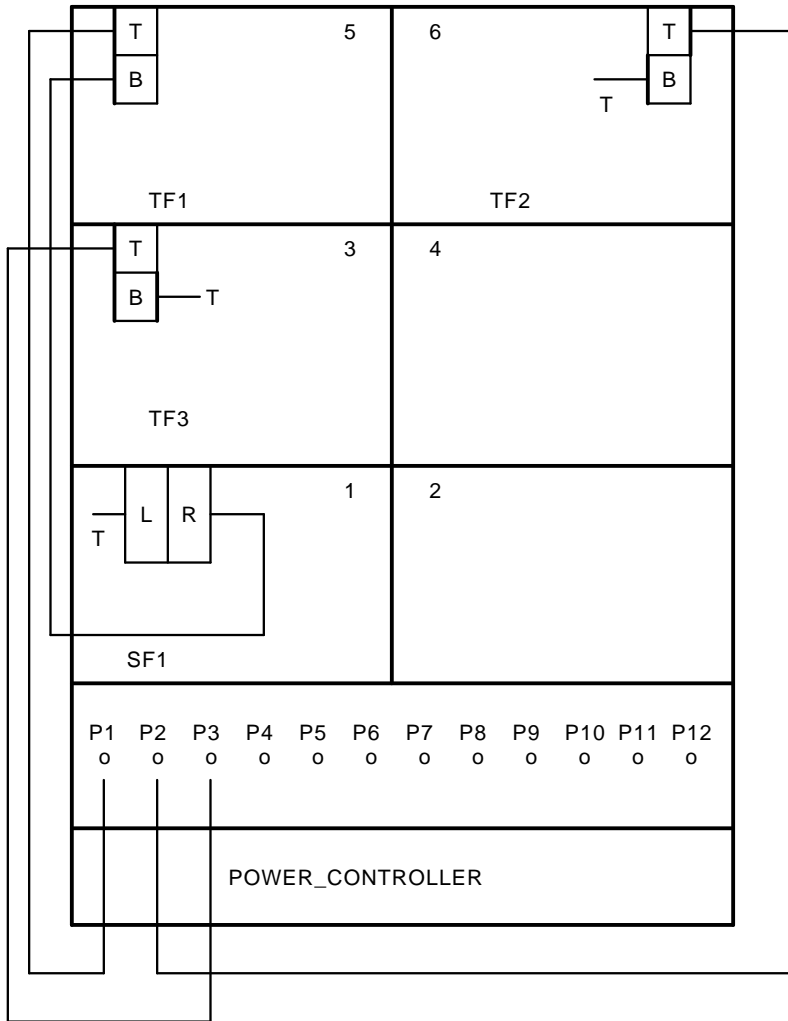 T 5 6 T
B B
T
TF1 TF2
T 3 4
B T
TF3
1 2
L R
T
SF1
P1 P2 P3 P4 P5 P6 P7 P8 P9 P10 P11 P12
o o o o o o o o o o o o
POWER_CONTROLLER